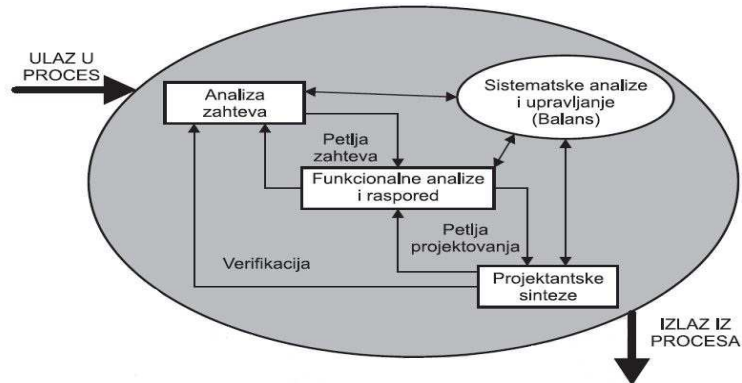 ULAZ U
PROCES
Analiza
zahteva
Sistematske analize
i upravljanje
(Balans)
Petlja
zahteva
Funkcionalne analize
i raspored
Petlja
projektovanja
Verifikacija
Projektantske
sinteze
IZLAZ IZ
PROCESA